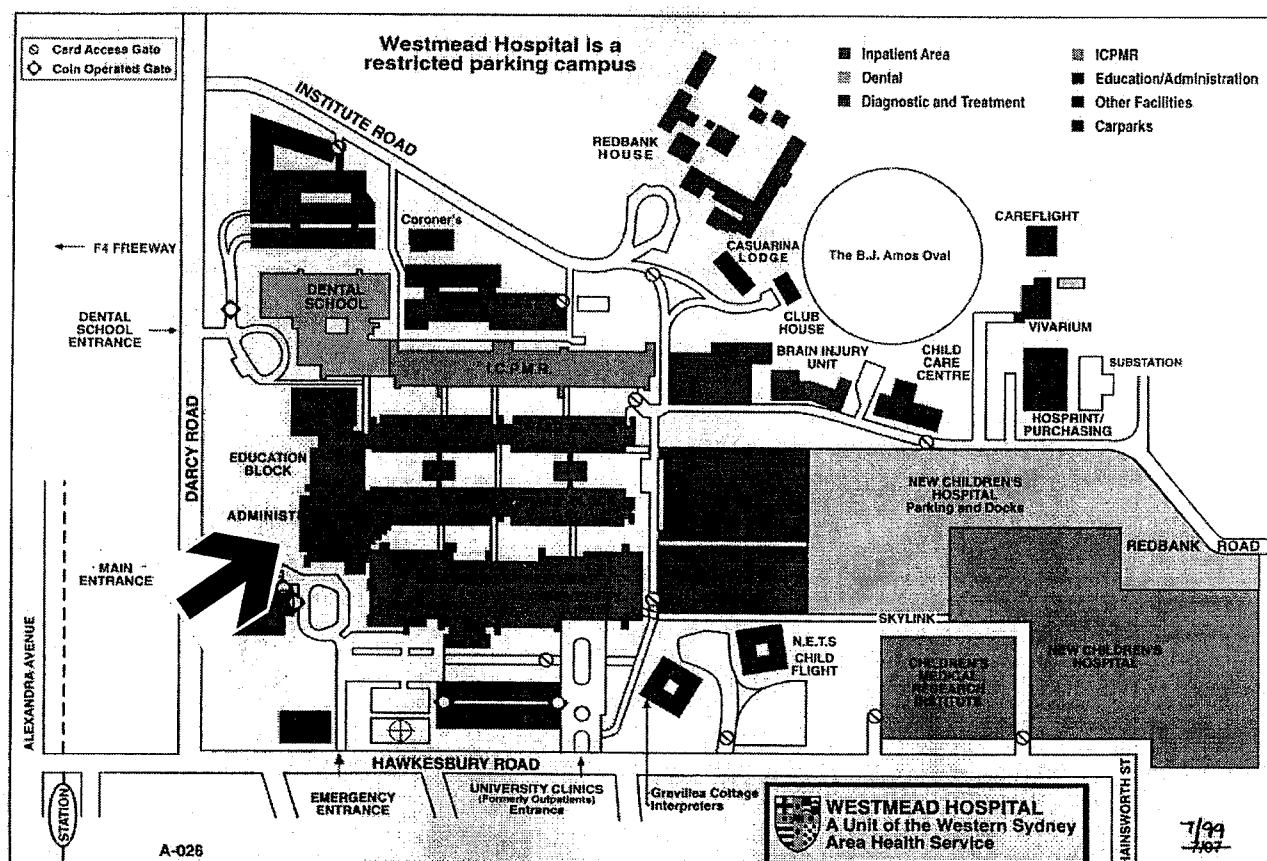 Card Access Gate
Coin Operated Gate
Westmead Hospital is a
restricted parking campus
Inpatient Area
Dental
Diagnostic and Treatment
ICPMR
Education/Administration
Other Facilities
Carparks
INSTITUTE ROAD
REDBANK
HOUSE
Coroner's
CAREFLIGHT
F4 FREEWAY
CASUARINA
LODGE
The B.J. Amos Oval
DENTAL
SCHOOL
DENTAL
SCHOOL
ENTRANCE
CLUB
HOUSE
VIVARIUM
BRAIN INJURY
UNIT
CHILD
CARE
CENTRE
SUBSTATION
I.C.P.M.R.
HOSPRINT/
PURCHASING
DARCY ROAD
EDUCATION
BLOCK
NEW CHILDREN'S
HOSPITAL
Parking and Docks
ADMINIST
REDBANK ROAD
MAIN
ENTRANCE
SKYLINK
N.E.T.S
CHILD
FLIGHT
CHILDREN'S
MEDICAL
RESEARCH
INSTITUTE
NEW CHILDREN'S
HOSPITAL
ALEXANDRA AVENUE
HAWKESBURY ROAD
STATION
EMERGENCY
ENTRANCE
UNIVERSITY CLINICS
(Formerly Outpatients)
Entrance
Gravillea Cottage
Interpreters
HAINSWORTH ST
WESTMEAD HOSPITAL
A Unit of the Western Sydney
Area Health Service
A-026
7/99